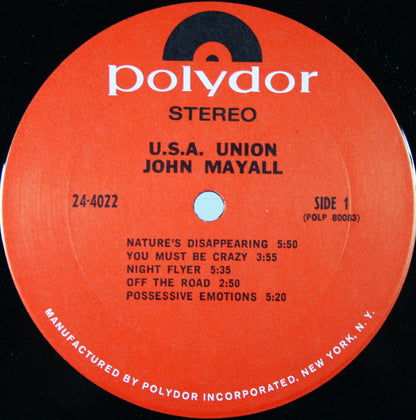 polydor
STEREO
U.S.A. UNION
JOHN MAYALL
24-4022
SIDE 1
(POLP 80083)
NATURE'S DISAPPEARING 5:50
YOU MUST BE CRAZY 3:55
NIGHT FLYER 5:35
OFF THE ROAD 2:50
POSSESSIVE EMOTIONS 5:20
MANUFACTURED BY POLYDOR INCORPORATED, NEW YORK, N. Y.